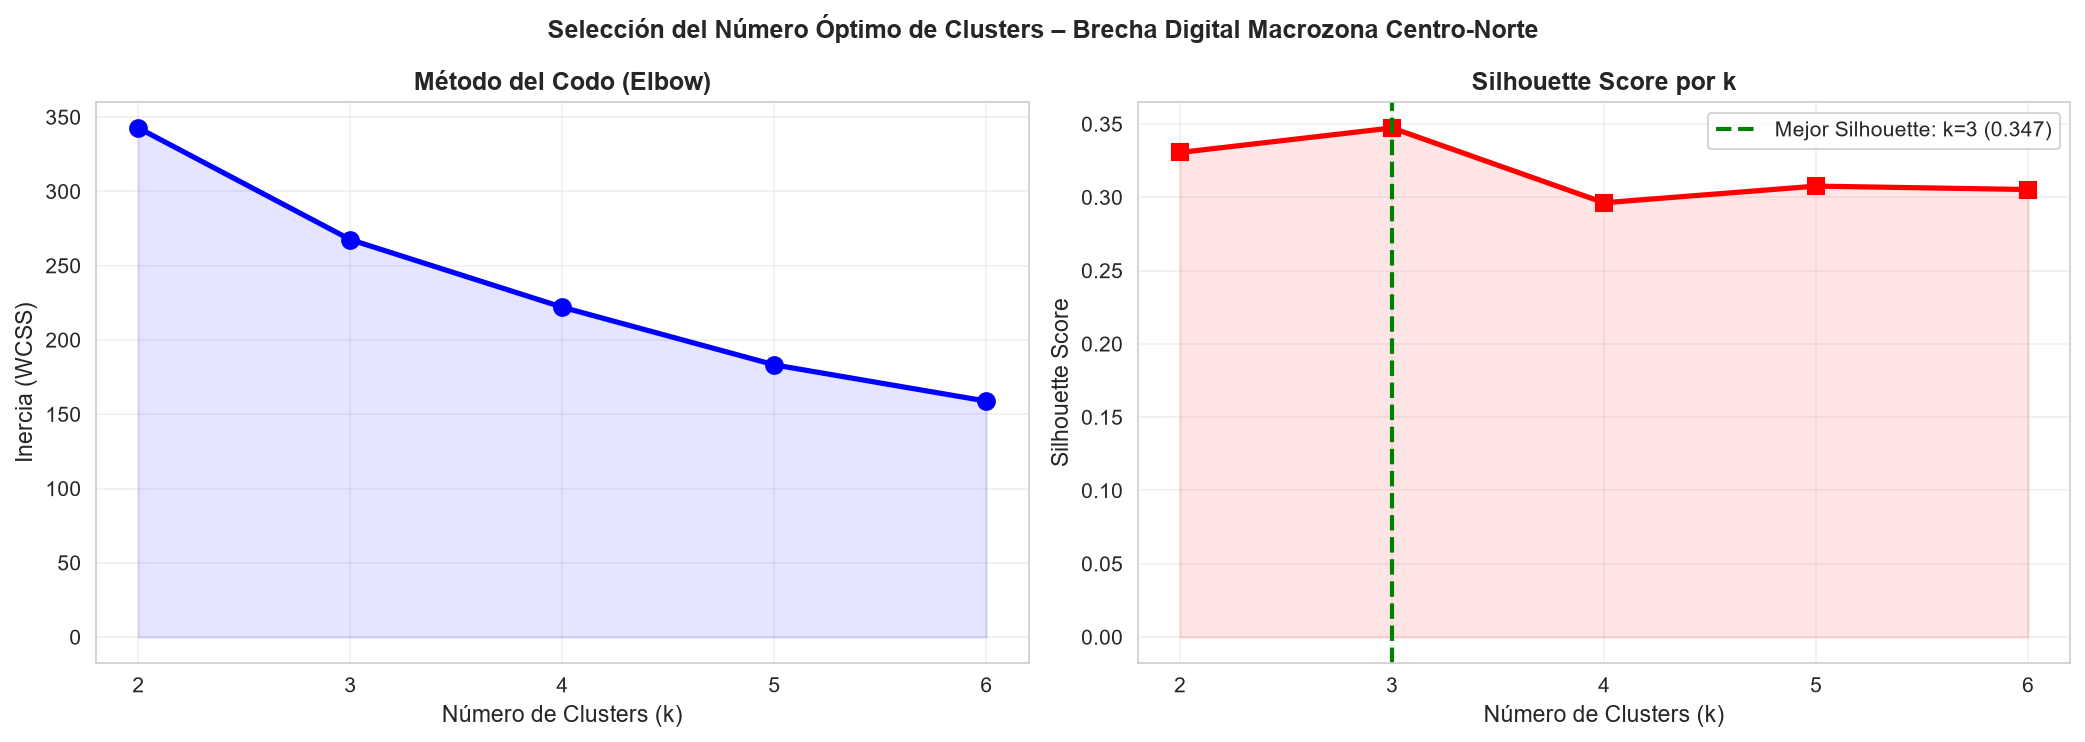 Selección del Número Óptimo de Clusters – Brecha Digital Macrozona Centro-Norte
Método del Codo (Elbow)
350
300
250
200
150
100
50
0
Inercia (WCSS)
2 3 4 5 6
Número de Clusters (k)
Silhouette Score por k
Mejor Silhouette: k=3 (0.347)
0.35
0.30
0.25
0.20
0.15
0.10
0.05
0.00
Silhouette Score
2 3 4 5 6
Número de Clusters (k)